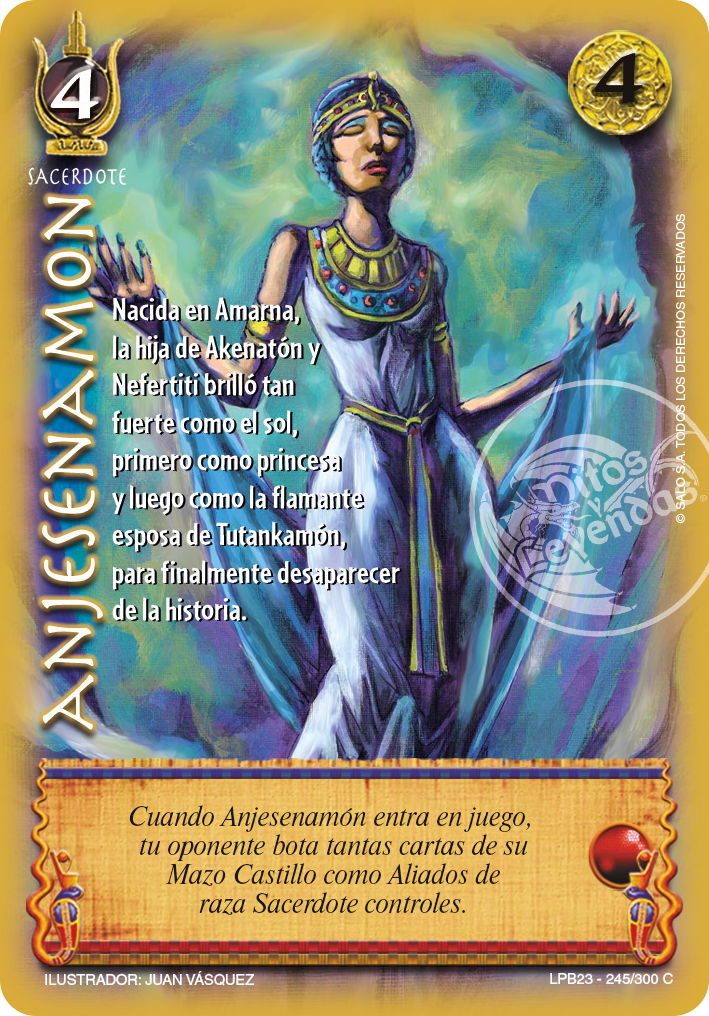 4
4
SACERDOTE
ANJESENAMON
Nacida en Amarna,
la hija de Akenatón y
Nefertiti brilló tan
fuerte como el sol,
primero como princesa
y luego como la flamante
esposa de Tutankamón,
para finalmente desaparecer
de la historia.
© SALO S.A. TODOS LOS DERECHOS RESERVADOS
Mitos
y
Leyendas®
Cuando Anjesenamón entra en juego,
tu oponente bota tantas cartas de su
Mazo Castillo como Aliados de
raza Sacerdote controles.
ILUSTRADOR: JUAN VÁSQUEZ
LPB23 - 245/300 C